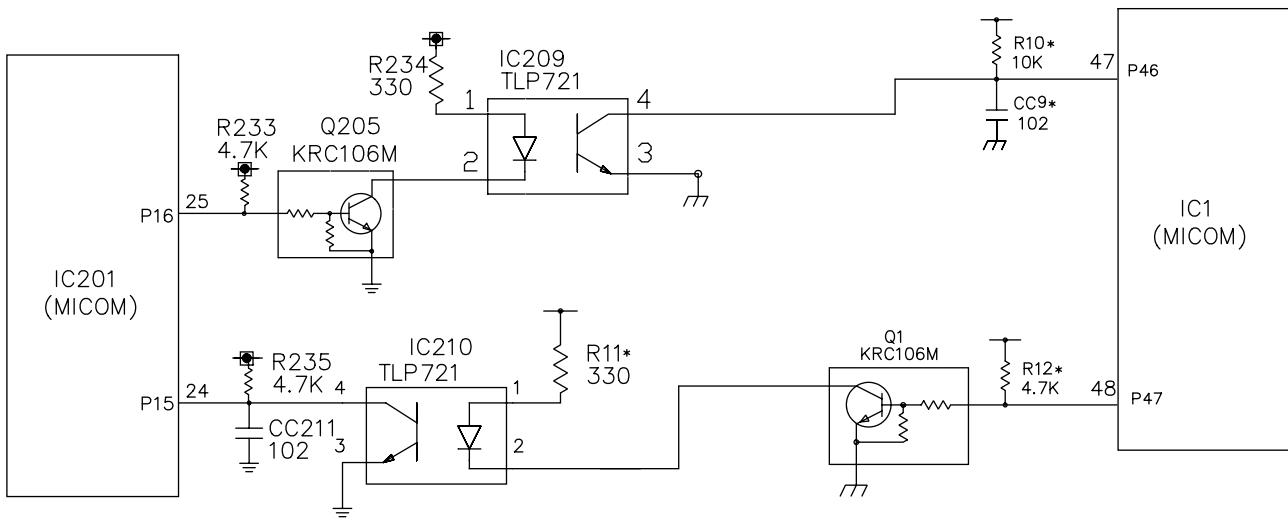 IC201
(MICOM)
P16
25
P15
24
R233
4.7K
Q205
KRC106M
R234
330
IC209
TLP721
1
2
4
3
R10*
10K
CC9*
102
47
P46
IC1
(MICOM)
R235
4.7K
CC211
102
IC210
TLP721
4
3
1
2
R11*
330
Q1
KRC106M
R12*
4.7K
48
P47